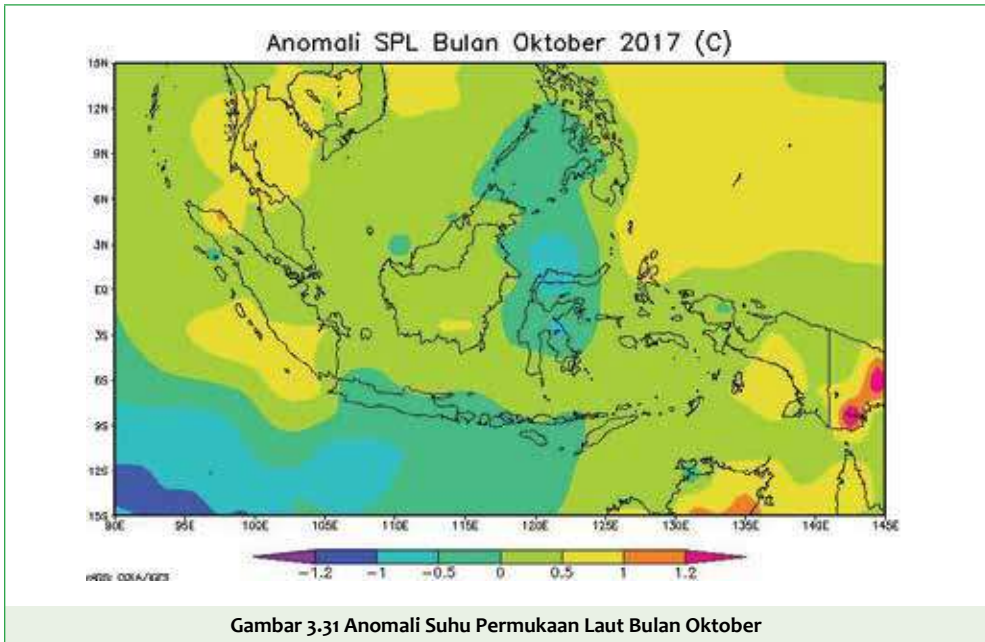 Anomali SPL Bulan Oktober 2017 (C)
15N
12N
9N
6N
3N
EQ
3S
6S
9S
12S
15S
90E 95E 100E 105E 110E 115E 120E 125E 130E 135E 140E 145E
−1.2 −1 −0.5 0 0.5 1 1.2
Gambar 3.31 Anomali Suhu Permukaan Laut Bulan Oktober